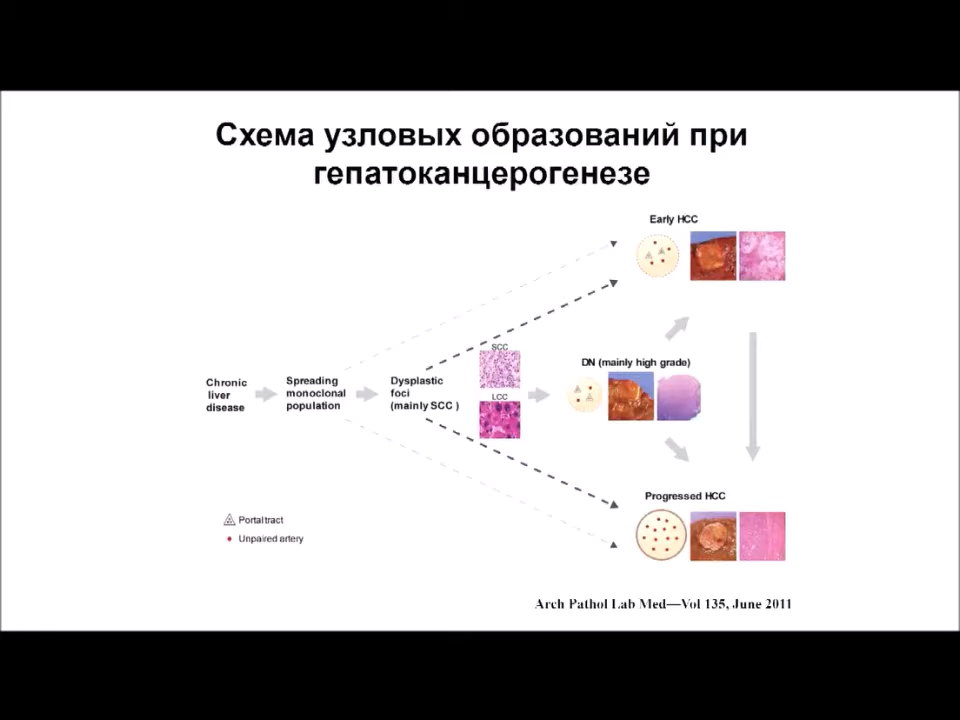 Схема узловых образований при
гепатоканцерогенезе
Early HCC
SCC
DN (mainly high grade)
Chronic
liver
disease
Spreading
monoclonal
population
Dysplastic
foci
(mainly SCC )
LCC
Progressed HCC
Portal tract
Unpaired artery
Arch Pathol Lab Med—Vol 135, June 2011